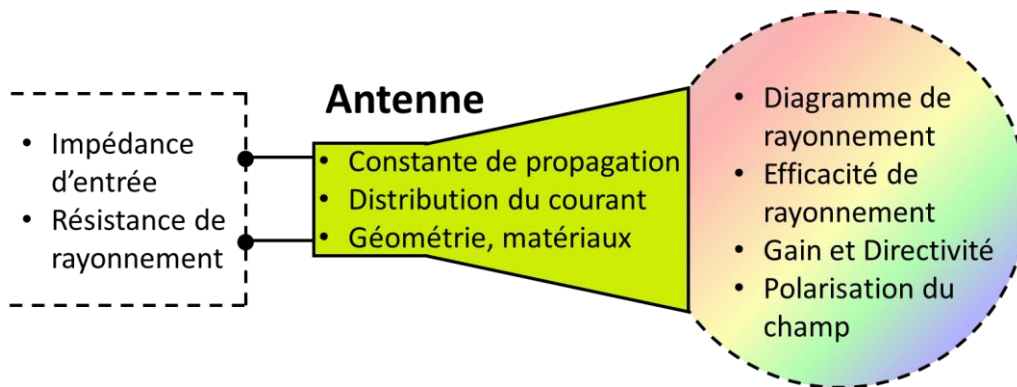 Antenne
• Impédance
d'entrée
• Résistance de
rayonnement
• Constante de propagation
• Distribution du courant
• Géométrie, matériaux
• Diagramme de
rayonnement
• Efficacité de
rayonnement
• Gain et Directivité
• Polarisation du
champ